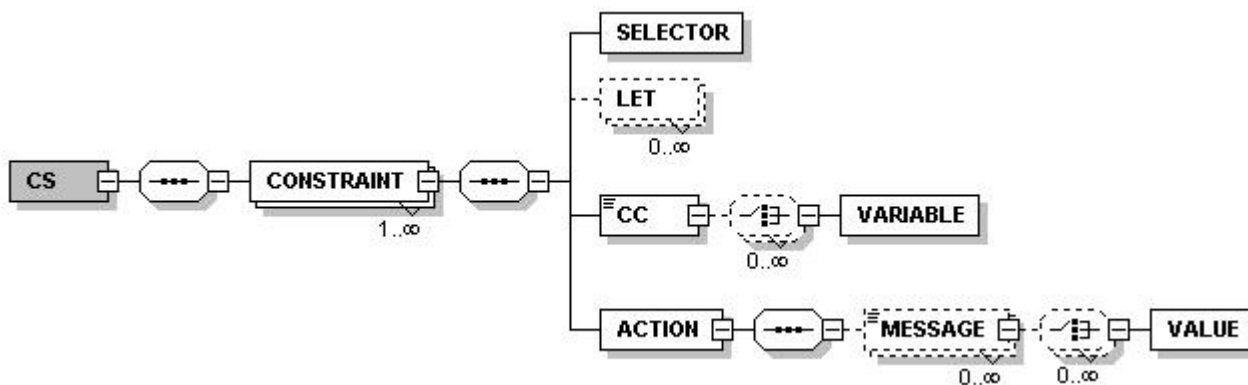 SELECTOR
LET
0..∞
CS
CONSTRAINT
1..∞
CC
VARIABLE
0..∞
ACTION
MESSAGE
VALUE
0..∞
0..∞